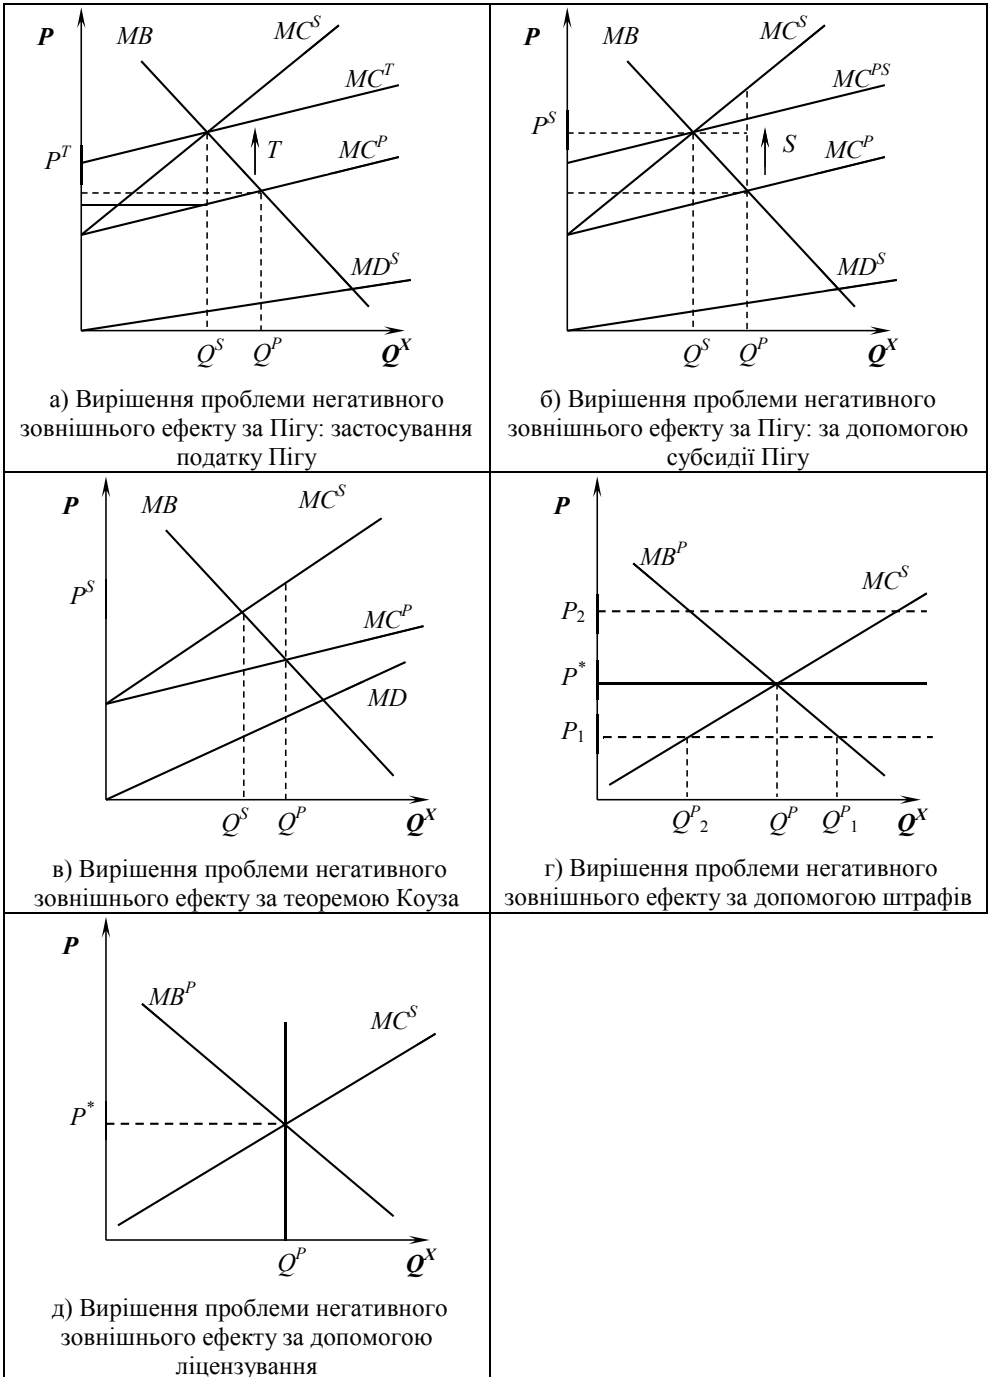 P
MB
MC^S
MC^T
P^T
T
MC^P
MD^S
Q^S
Q^P
Q^X
а) Вирішення проблеми негативного
зовнішнього ефекту за Пігу: застосування
податку Пігу
P
MB
MC^S
MC^PS
P^S
S
MC^P
MD^S
Q^S
Q^P
Q^X
б) Вирішення проблеми негативного
зовнішнього ефекту за Пігу: за допомогою
субсидії Пігу
P
MB
MC^S
P^S
MC^P
MD
Q^S
Q^P
Q^X
в) Вирішення проблеми негативного
зовнішнього ефекту за теоремою Коуза
P
MB^P
MC^S
P_2
P^*
P_1
Q^P_2
Q^P
Q^P_1
Q^X
г) Вирішення проблеми негативного
зовнішнього ефекту за допомогою штрафів
P
MB^P
MC^S
P^*
Q^P
Q^X
д) Вирішення проблеми негативного
зовнішнього ефекту за допомогою
ліцензування